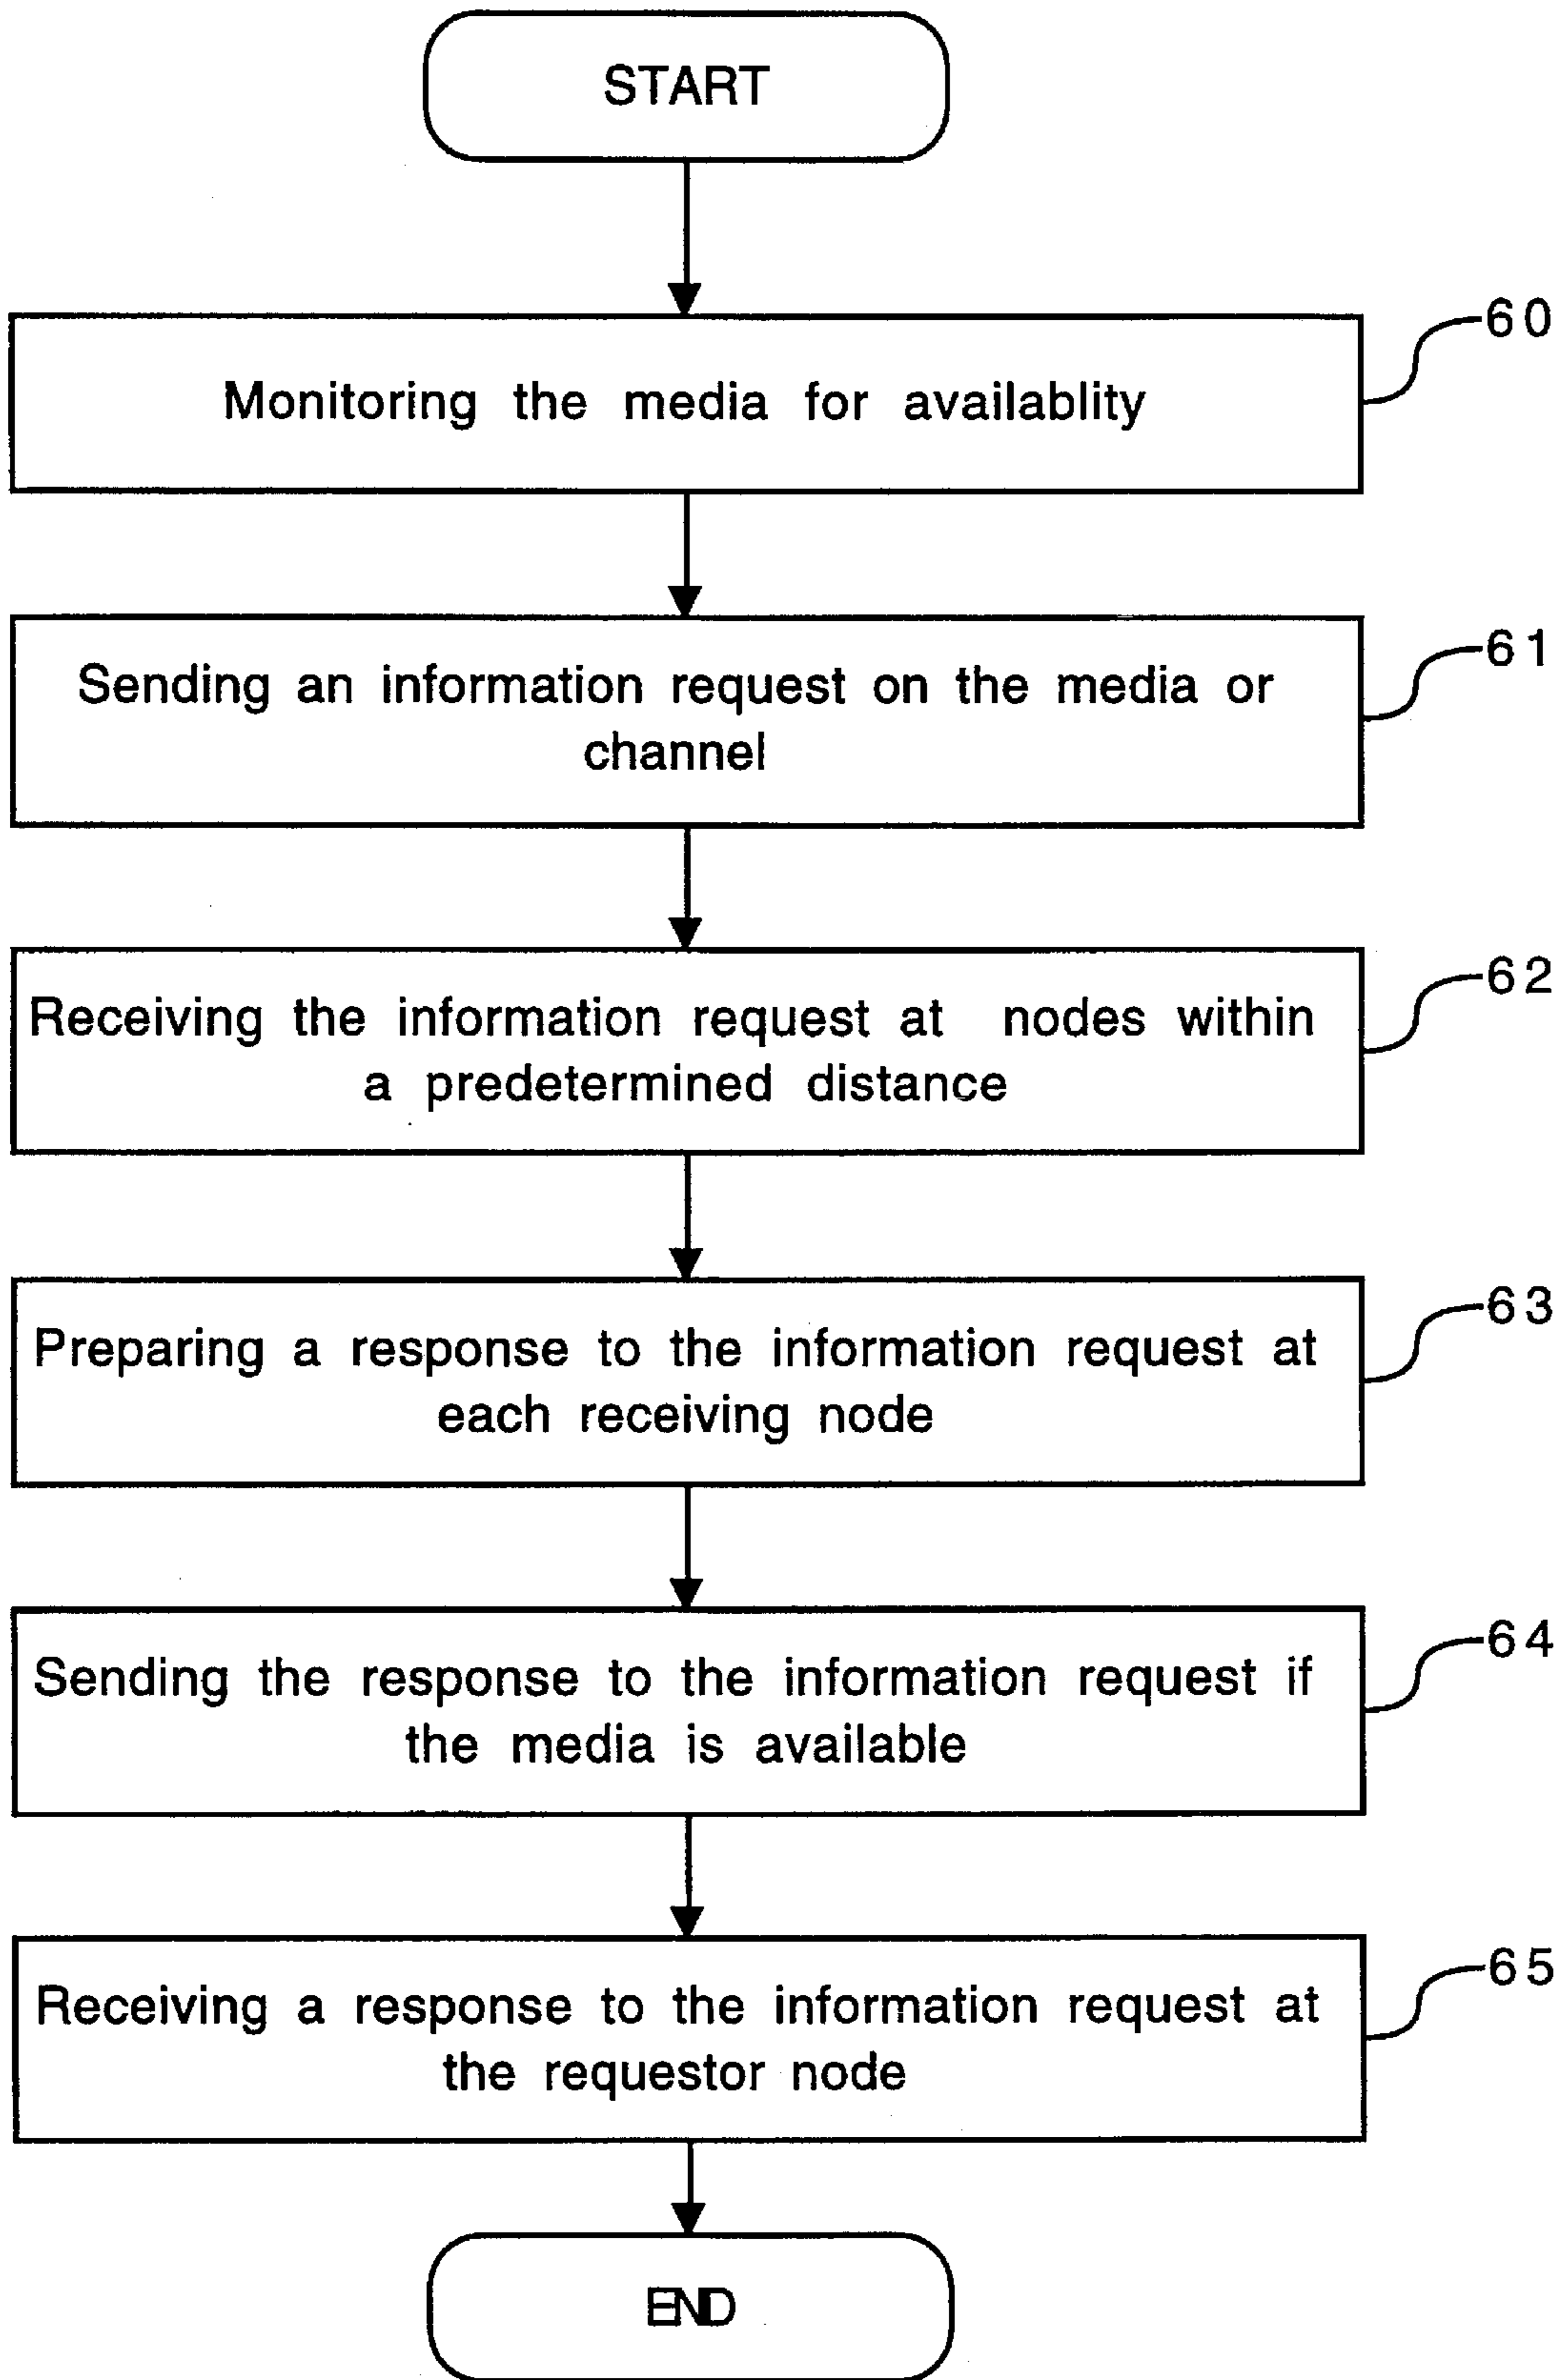 START
60
Monitoring the media for availablity
61
Sending an information request on the media or
channel
62
Receiving the information request at nodes within
a predetermined distance
63
Preparing a response to the information request at
each receiving node
64
Sending the response to the information request if
the media is available
65
Receiving a response to the information request at
the requestor node
END